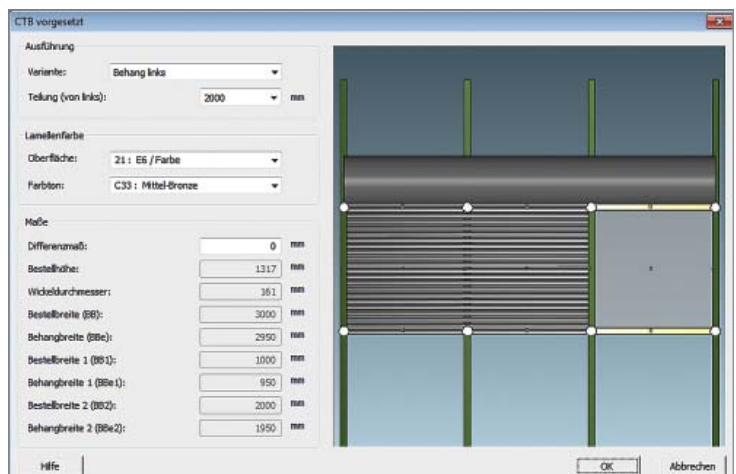 CTB vorgesetzt
Ausführung
Variante: Behang links
Teilung (von links): 2000 mm
Lamellenfarbe
Oberfläche: 21 : E6 / Farbe
Farbton: C33 : Mittel-Bronze
Maße
Differenzmaß: 0 mm
Bestellhöhe: 1317 mm
Wickeldurchmesser: 161 mm
Bestellbreite (BB): 3000 mm
Behangbreite (BBe): 2950 mm
Bestellbreite 1 (BB1): 1000 mm
Behangbreite 1 (BBe1): 950 mm
Bestellbreite 2 (BB2): 2000 mm
Behangbreite 2 (BBe2): 1950 mm
Hilfe OK Abbrechen